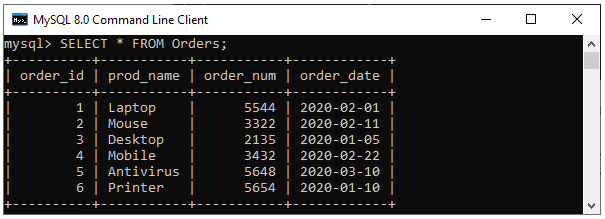 MySQL 8.0 Command Line Client
mysql> SELECT * FROM Orders;
+----------+-----------+-----------+------------+
| order_id | prod_name | order_num | order_date |
+----------+-----------+-----------+------------+
|        1 | Laptop    |      5544 | 2020-02-01 |
|        2 | Mouse     |      3322 | 2020-02-11 |
|        3 | Desktop   |      2135 | 2020-01-05 |
|        4 | Mobile    |      3432 | 2020-02-22 |
|        5 | Antivirus |      5648 | 2020-03-10 |
|        6 | Printer   |      5654 | 2020-01-10 |
+----------+-----------+-----------+------------+